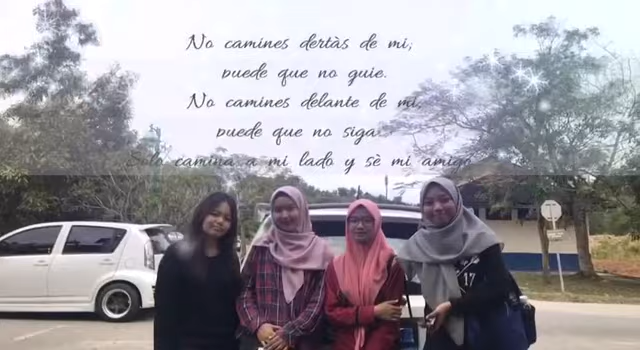 No camines dertàs de mi;
puede que no guie.
No camines delante de mi,
puede que no siga.
Solo camina a mi lado y sè mi amigo
17